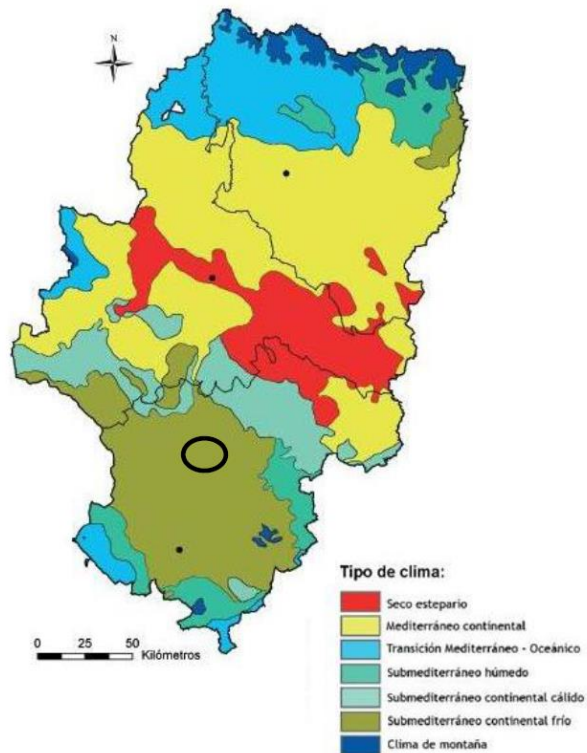 N
0 25 50
Kilómetros
Tipo de clima:
Seco estepario
Mediterráneo continental
Transición Mediterráneo - Oceánico
Submediterráneo húmedo
Submediterráneo continental cálido
Submediterráneo continental frío
Clima de montaña